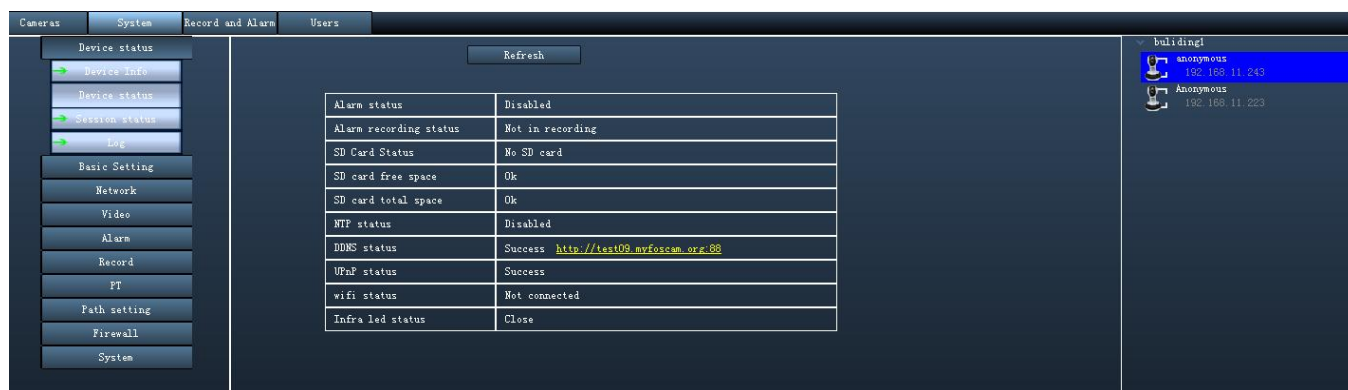 Cameras System Record and Alarm Users
Device status
Device Info
Device status
Session status
Log
Basic Setting
Network
Video
Alarm
Record
PT
Path setting
Firewall
System
Refresh
Alarm status Disabled
Alarm recording status Not in recording
SD Card Status No SD card
SD card free space 0k
SD card total space 0k
NTP status Disabled
DDNS status Success http://test09.myfoscam.org:88
UPnP status Success
wifi status Not connected
Infra led status Close
buliding1
anonymous
192.168.11.243
Anonymous
192.168.11.223